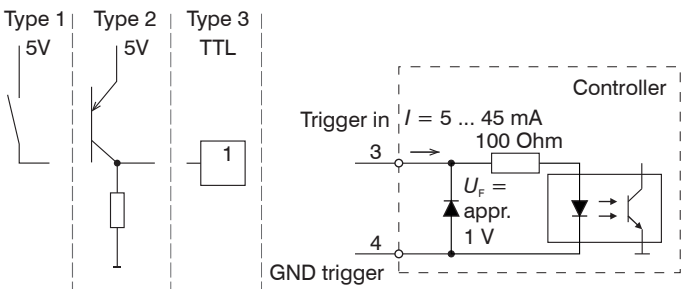 Type 1
5V
Type 2
5V
Type 3
TTL
1
Controller
Trigger in
I = 5 ... 45 mA
100 Ohm
3
U_F =
appr.
1 V
4
GND trigger